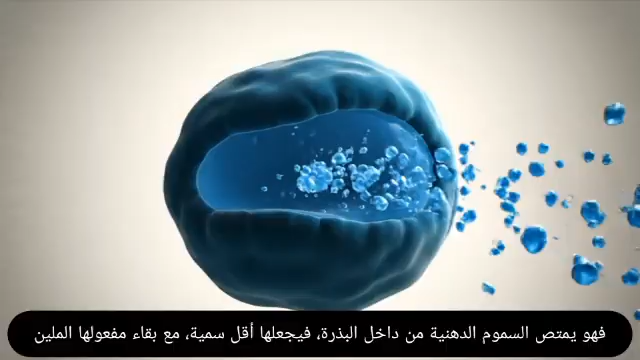 فهو يمتص السموم الدهنية من داخل البذرة، فيجعلها أقل سمية، مع بقاء مفعولها الملين